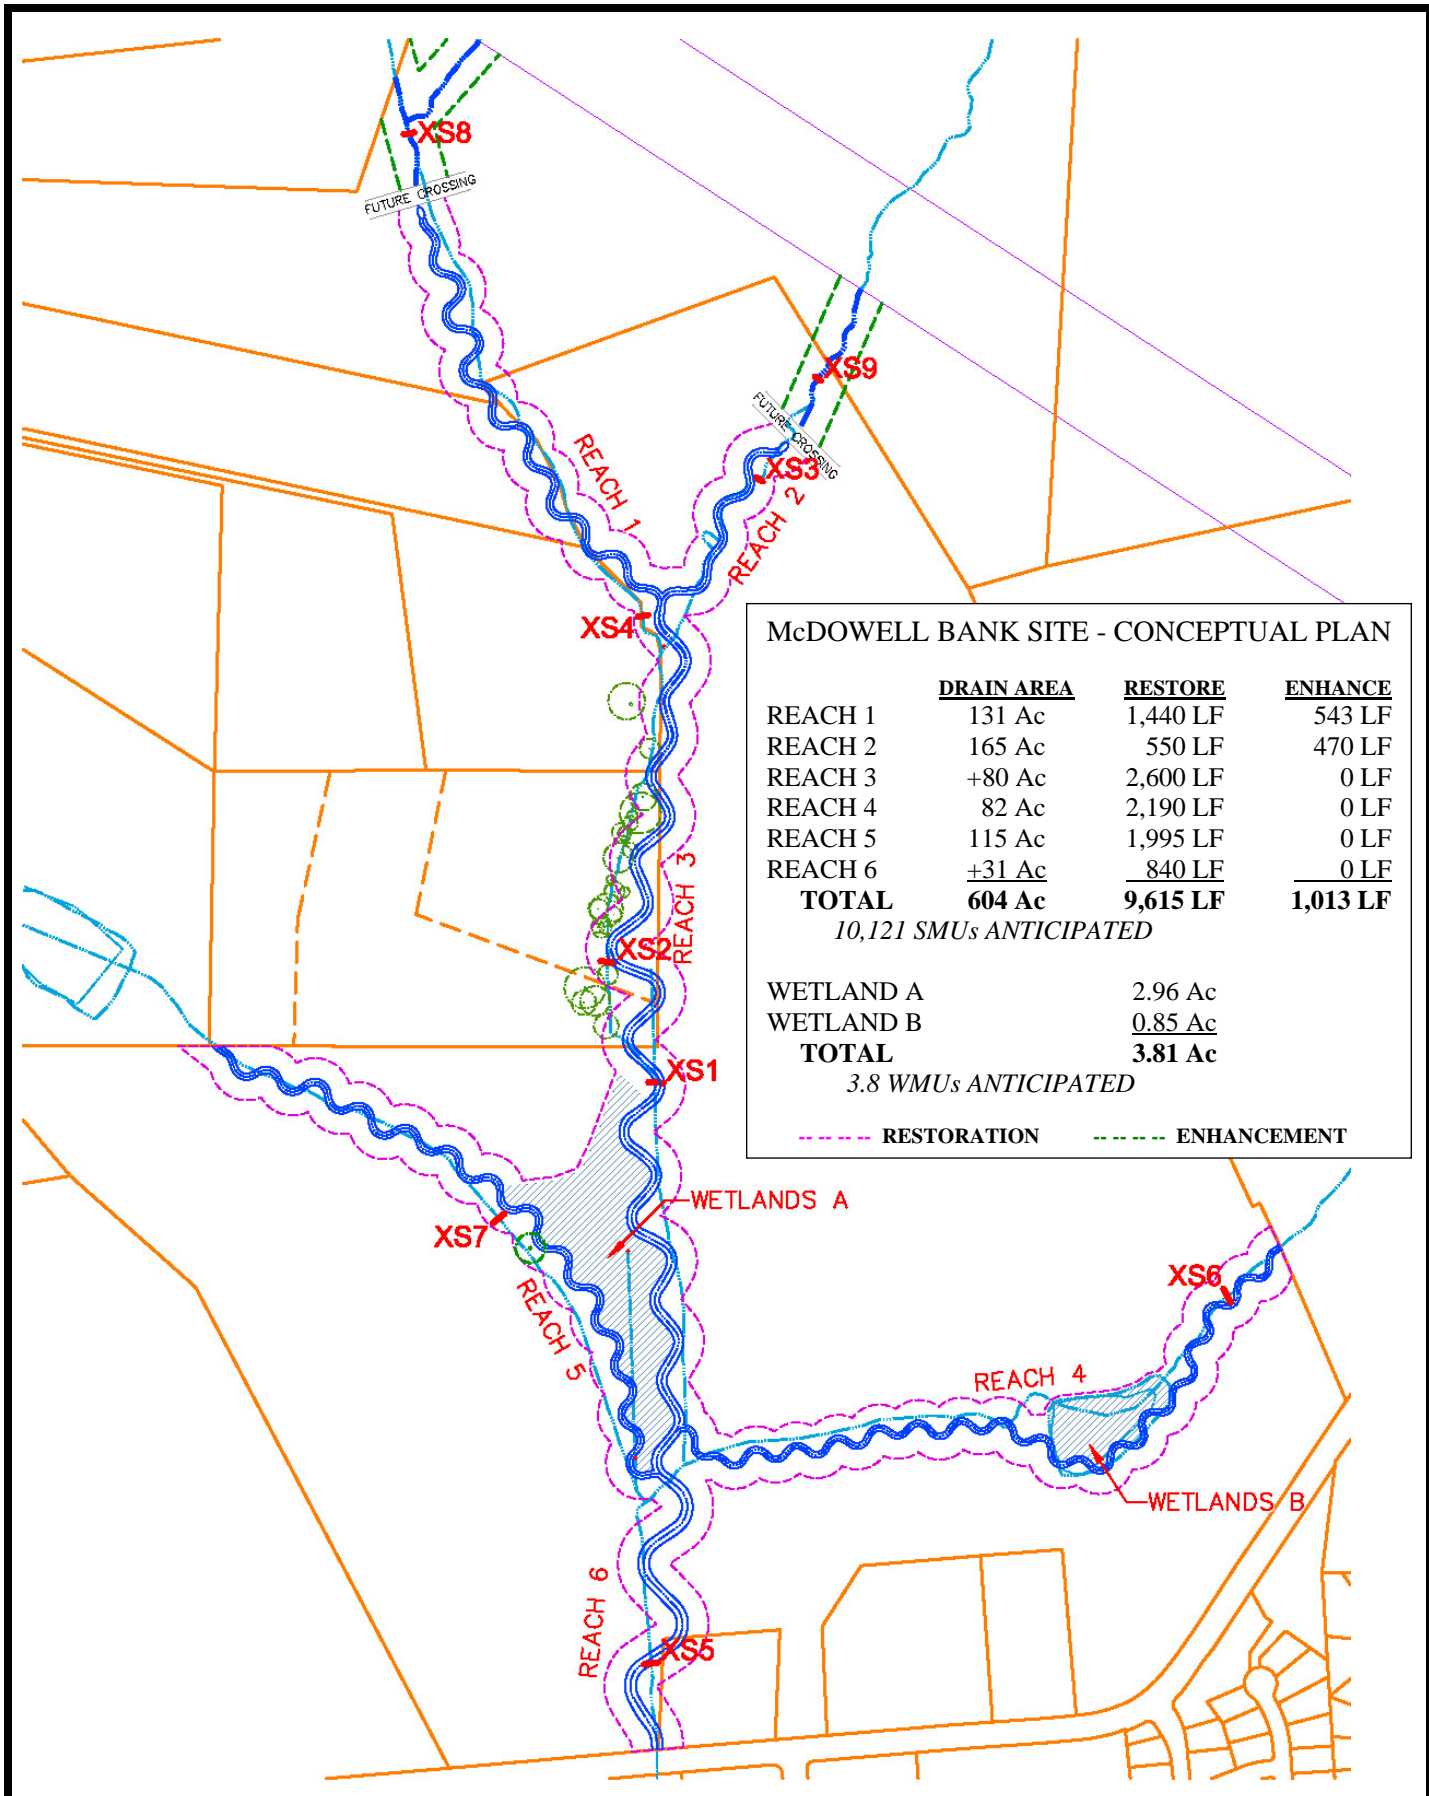 XS8
FUTURE CROSSING
XS9
FUTURE CROSSING
XS3
REACH 1
REACH 2
XS4
McDOWELL BANK SITE - CONCEPTUAL PLAN
DRAIN AREA RESTORE ENHANCE
REACH 1 131 Ac 1,440 LF 543 LF
REACH 2 165 Ac 550 LF 470 LF
REACH 3 +80 Ac 2,600 LF 0 LF
REACH 4 82 Ac 2,190 LF 0 LF
REACH 5 115 Ac 1,995 LF 0 LF
REACH 6 +31 Ac 840 LF 0 LF
TOTAL 604 Ac 9,615 LF 1,013 LF
10,121 SMUs ANTICIPATED
WETLAND A 2.96 Ac
WETLAND B 0.85 Ac
TOTAL 3.81 Ac
3.8 WMUs ANTICIPATED
RESTORATION ENHANCEMENT
REACH 3
XS2
XS1
WETLANDS A
XS7
REACH 5
XS6
REACH 4
WETLANDS B
REACH 6
XS5